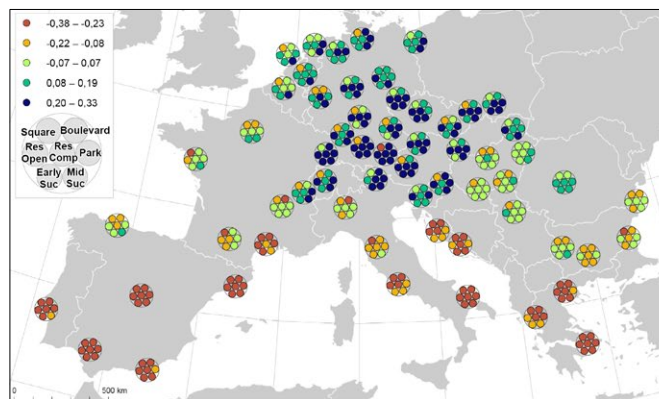 -0,38 – -0,23
-0,22 – -0,08
-0,07 – 0,07
0,08 – 0,19
0,20 – 0,33
Square Boulevard
Res Open Res Comp Park
Early Suc Mid Suc
0 500 km